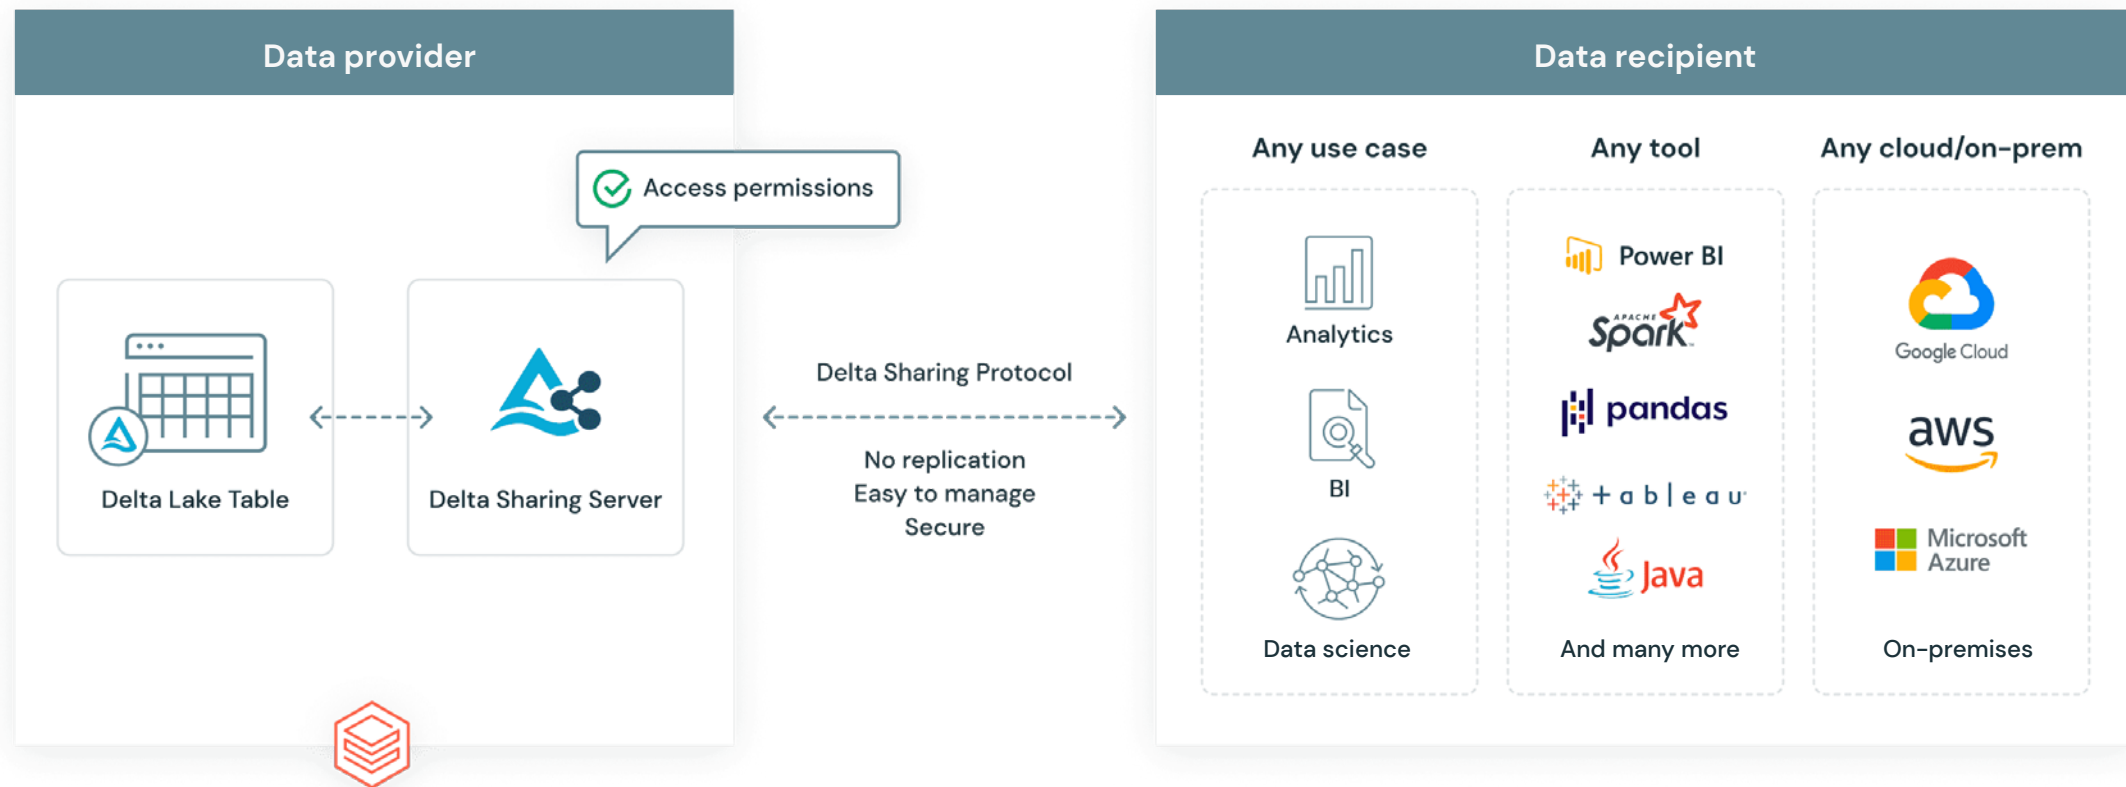 Data provider
Access permissions
Delta Lake Table
Delta Sharing Server
Delta Sharing Protocol
No replication
Easy to manage
Secure
Data recipient
Any use case
Analytics
BI
Data science
Any tool
Power BI
APACHE
Spark™
pandas
+ableau
Java
And many more
Any cloud/on-prem
Google Cloud
aws
Microsoft
Azure
On-premises